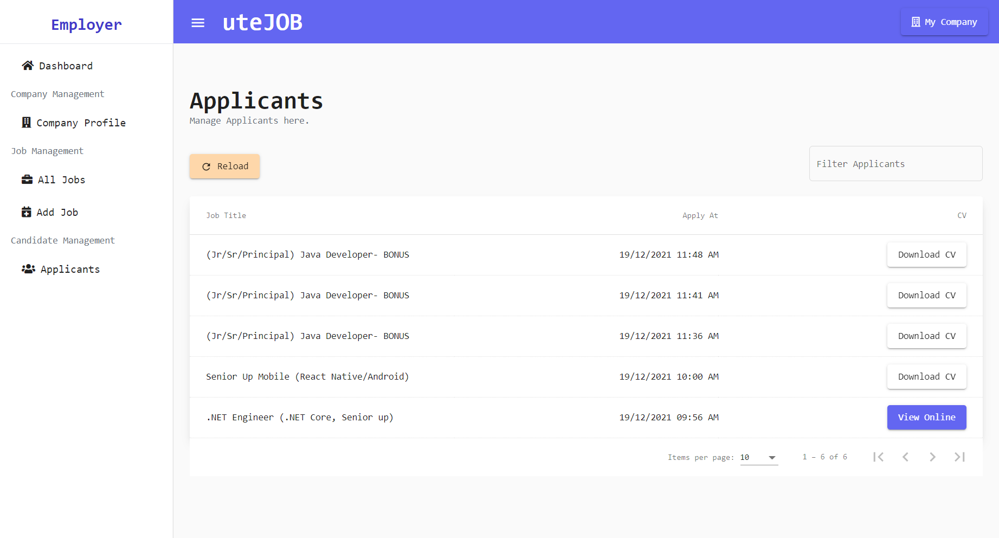 Employer
uteJOB
My Company
Dashboard
Company Management
Company Profile
Job Management
All Jobs
Add Job
Candidate Management
Applicants
Applicants
Manage Applicants here.
Reload
Filter Applicants
Job Title Apply At CV
(Jr/Sr/Principal) Java Developer- BONUS 19/12/2021 11:48 AM Download CV
(Jr/Sr/Principal) Java Developer- BONUS 19/12/2021 11:41 AM Download CV
(Jr/Sr/Principal) Java Developer- BONUS 19/12/2021 11:36 AM Download CV
Senior Up Mobile (React Native/Android) 19/12/2021 10:00 AM Download CV
.NET Engineer (.NET Core, Senior up) 19/12/2021 09:56 AM View Online
Items per page: 10 1 – 6 of 6